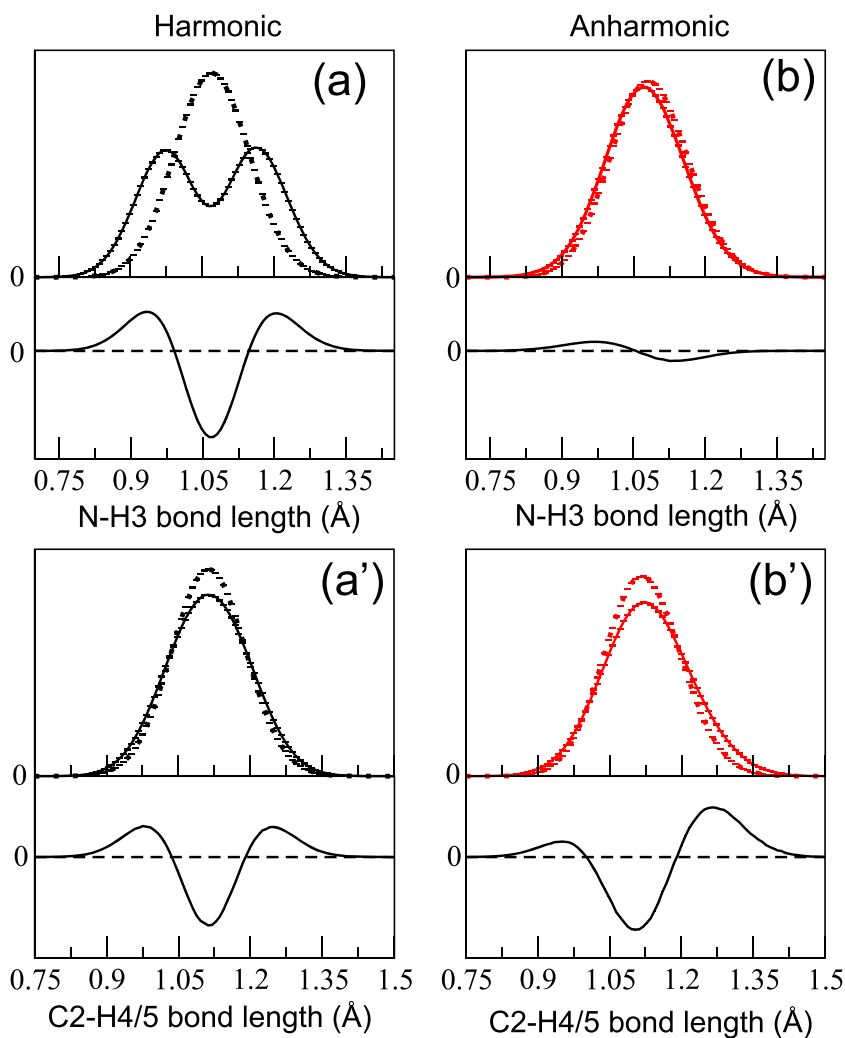 Harmonic Anharmonic
(a) (b)
0 0
0 0
0.75 0.9 1.05 1.2 1.35 0.75 0.9 1.05 1.2 1.35
N-H3 bond length (Å) N-H3 bond length (Å)
(a') (b')
0 0
0 0
0.75 0.9 1.05 1.2 1.35 1.5 0.75 0.9 1.05 1.2 1.35 1.5
C2-H4/5 bond length (Å) C2-H4/5 bond length (Å)